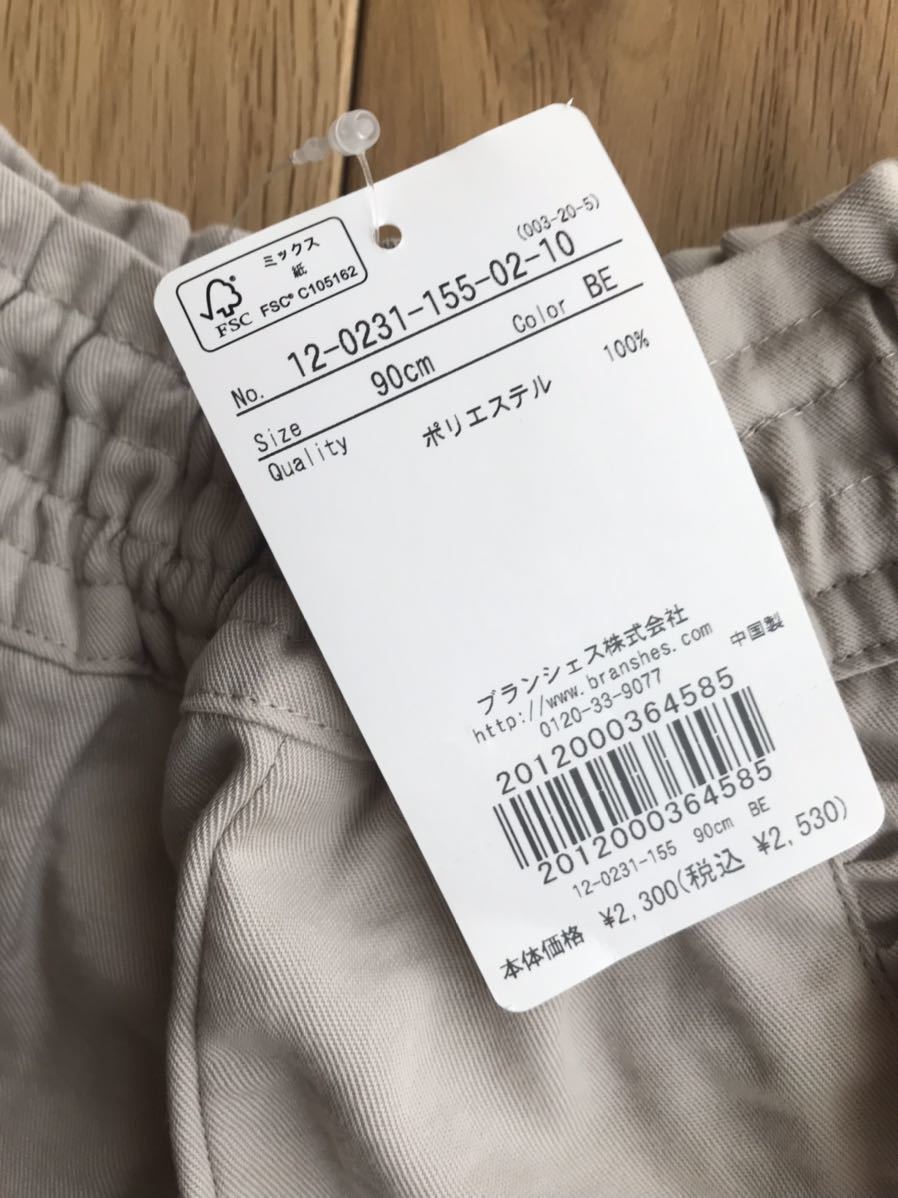 ミックス
紙
FSC
FSC® C105162
(003-20-5)
No. 12-0231-155-02-10
Size 90cm Color BE
Quality ポリエステル 100%
ブランシェス株式会社
http://www.branshes.com
0120-33-9077 中国製
2012000364585
2012000364585
12-0231-155 90cm BE
本体価格 ¥2,300(税込 ¥2,530)